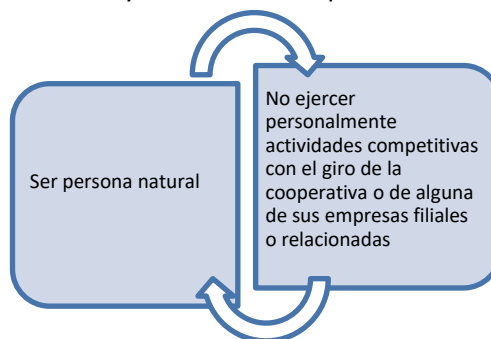 Ser persona natural
No ejercer
personalmente
actividades competitivas
con el giro de la
cooperativa o de alguna
de sus empresas filiales
o relacionadas